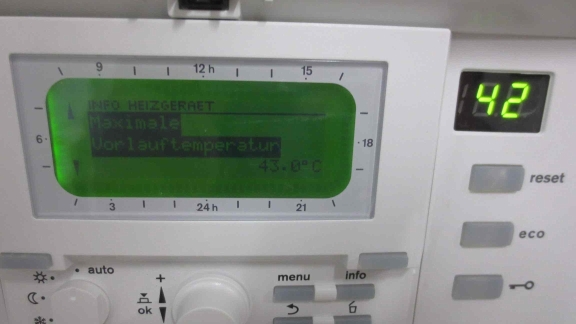 9 12 h 15
INFO HEIZGERAET
Maximale
Vorlauftemperatur
43.0°C
6 18
3 24 h 21
42
reset
eco
auto
+
ok
menu info